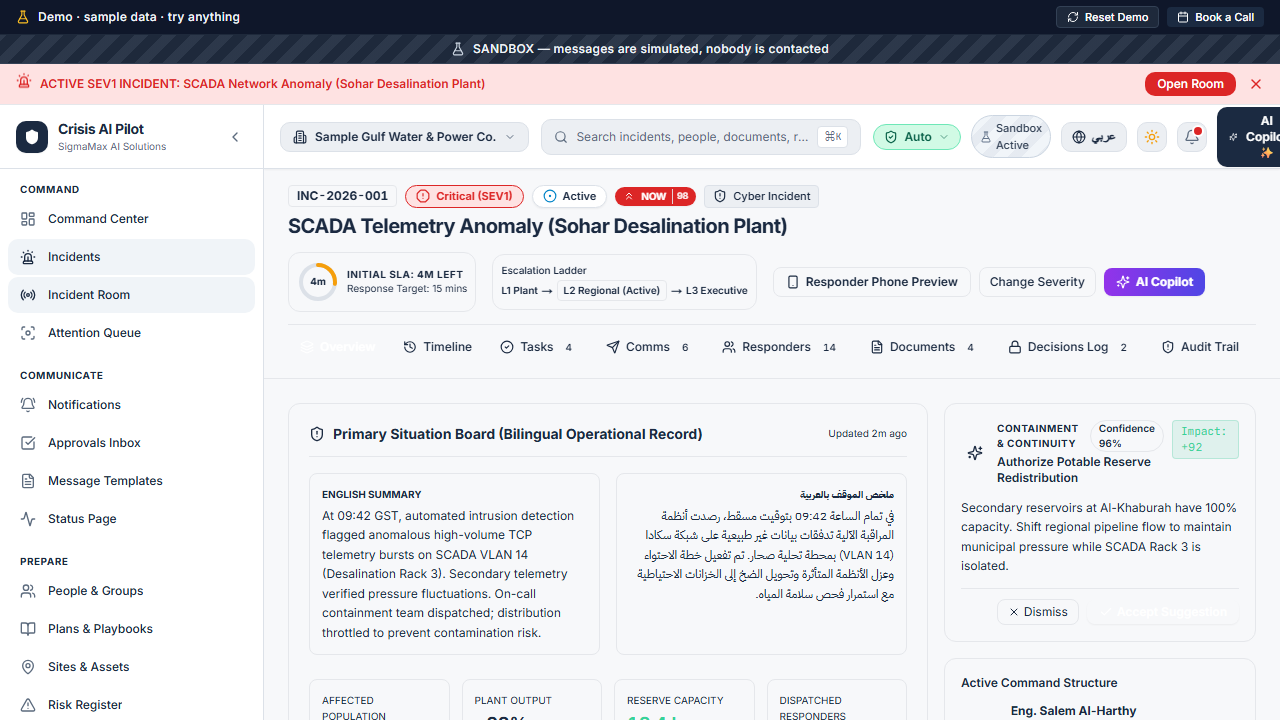 Demo · sample data · try anything
Reset Demo
Book a Call
SANDBOX — messages are simulated, nobody is contacted
ACTIVE SEV1 INCIDENT: SCADA Network Anomaly (Sohar Desalination Plant)
Open Room
Crisis AI Pilot
SigmaMax AI Solutions
Sample Gulf Water & Power Co.
Search incidents, people, documents, r...
⌘K
Auto
Sandbox
Active
عربي
AI
COMMAND
Command Center
Incidents
Incident Room
Attention Queue
COMMUNICATE
Notifications
Approvals Inbox
Message Templates
Status Page
PREPARE
People & Groups
Plans & Playbooks
Sites & Assets
Risk Register
INC-2026-001
Critical (SEV1)
Active
NOW
98
Cyber Incident
SCADA Telemetry Anomaly (Sohar Desalination Plant)
4m
INITIAL SLA: 4M LEFT
Response Target: 15 mins
Escalation Ladder
L1 Plant → L2 Regional (Active) → L3 Executive
Responder Phone Preview
Change Severity
AI Copilot
Overview
Timeline
Tasks 4
Comms 6
Responders 14
Documents 4
Decisions Log 2
Audit Trail
Primary Situation Board (Bilingual Operational Record)
Updated 2m ago
ENGLISH SUMMARY
At 09:42 GST, automated intrusion detection
flagged anomalous high-volume TCP
telemetry bursts on SCADA VLAN 14
(Desalination Rack 3). Secondary telemetry
verified pressure fluctuations. On-call
containment team dispatched; distribution
throttled to prevent contamination risk.
ملخص الموقف بالعربية
في تمام الساعة 09:42 بتوقيت مسقط، رصدت أنظمة
المراقبة الآلية تدفقات بيانات غير طبيعية على شبكة سكادا
(VLAN 14) بمحطة تحلية صحار. تم تفعيل خطة الاحتواء
وعزل الأنظمة المتأثرة وتحويل الضخ إلى الخزانات الاحتياطية
مع استمرار فحص سلامة المياه.
AFFECTED
POPULATION
PLANT OUTPUT
RESERVE CAPACITY
DISPATCHED
RESPONDERS
CONTAINMENT
& CONTINUITY
Confidence
96%
Impact:
+92
Authorize Potable Reserve
Redistribution
Secondary reservoirs at Al-Khaburah have 100%
capacity. Shift regional pipeline flow to maintain
municipal pressure while SCADA Rack 3 is
isolated.
Dismiss
Accept Suggestion
Active Command Structure
Eng. Salem Al-Harthy